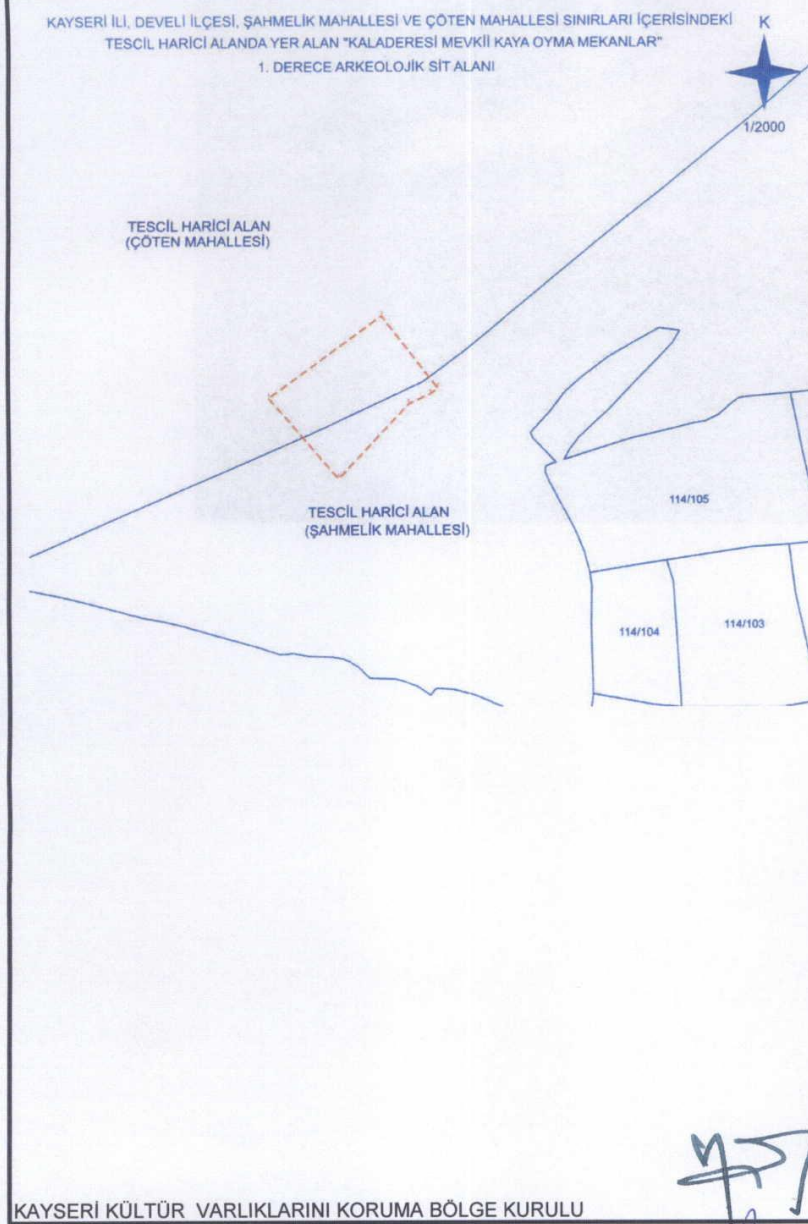 KAYSERİ İLİ, DEVELİ İLÇESİ, ŞAHMELİK MAHALLESİ VE ÇÖTEN MAHALLESİ SINIRLARI İÇERİSİNDEKİ
TESCİL HARİCİ ALANDA YER ALAN "KALADERESİ MEVKİİ KAYA OYMA MEKANLAR"
1. DERECE ARKEOLOJİK SİT ALANI
K
1/2000
TESCİL HARİCİ ALAN
(ÇÖTEN MAHALLESİ)
TESCİL HARİCİ ALAN
(ŞAHMELİK MAHALLESİ)
114/105
114/104
114/103
KAYSERİ KÜLTÜR VARLIKLARINI KORUMA BÖLGE KURULU